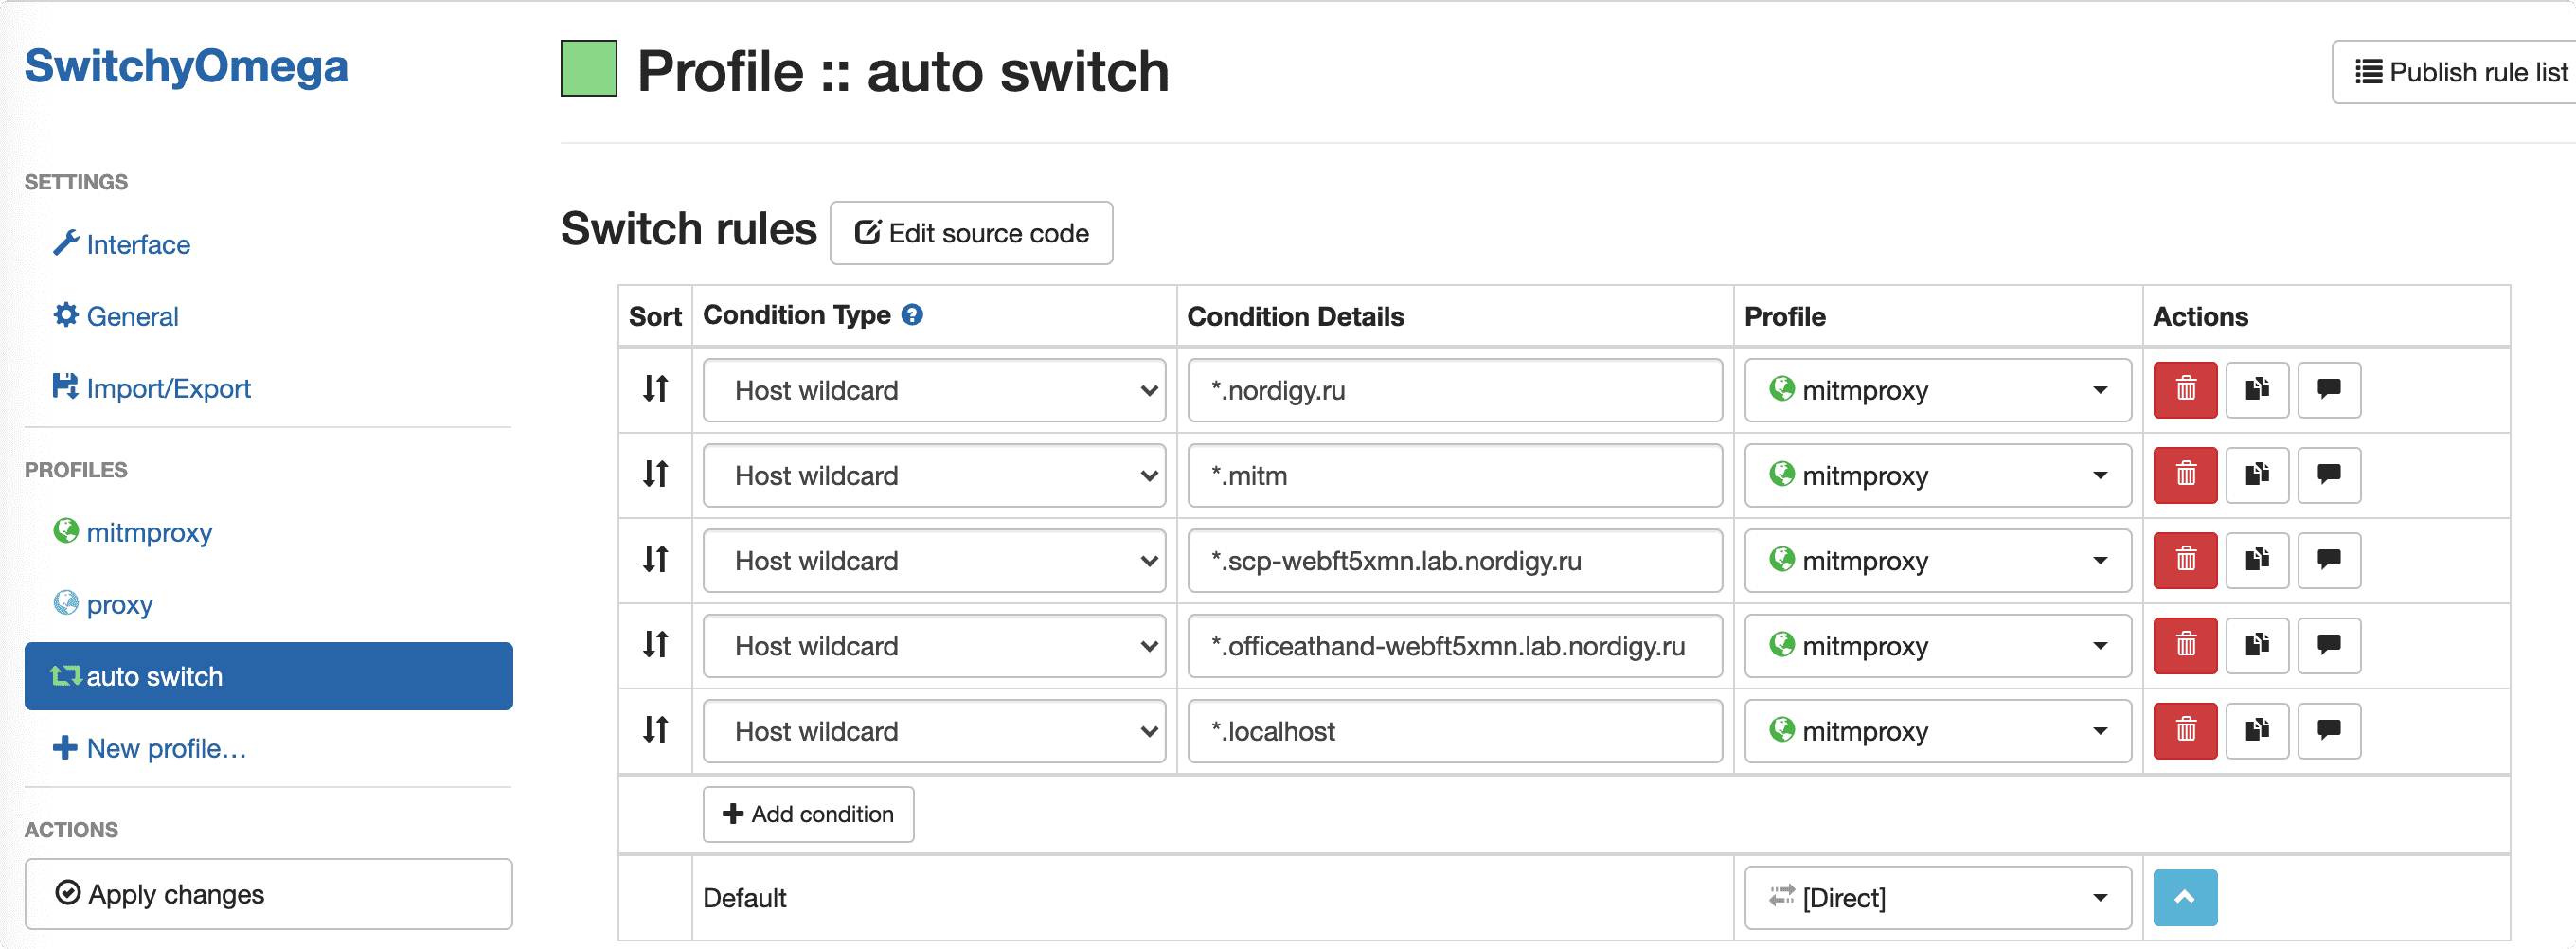 SwitchyOmega
SETTINGS
Interface
General
Import/Export
PROFILES
mitmproxy
proxy
auto switch
New profile…
ACTIONS
Apply changes
Profile :: auto switch
Publish rule list
Switch rules
Edit source code
Sort Condition Type ? Condition Details Profile Actions
Host wildcard *.nordigy.ru mitmproxy
Host wildcard *.mitm mitmproxy
Host wildcard *.scp-webft5xmn.lab.nordigy.ru mitmproxy
Host wildcard *.officeathand-webft5xmn.lab.nordigy.ru mitmproxy
Host wildcard *.localhost mitmproxy
Add condition
Default [Direct]